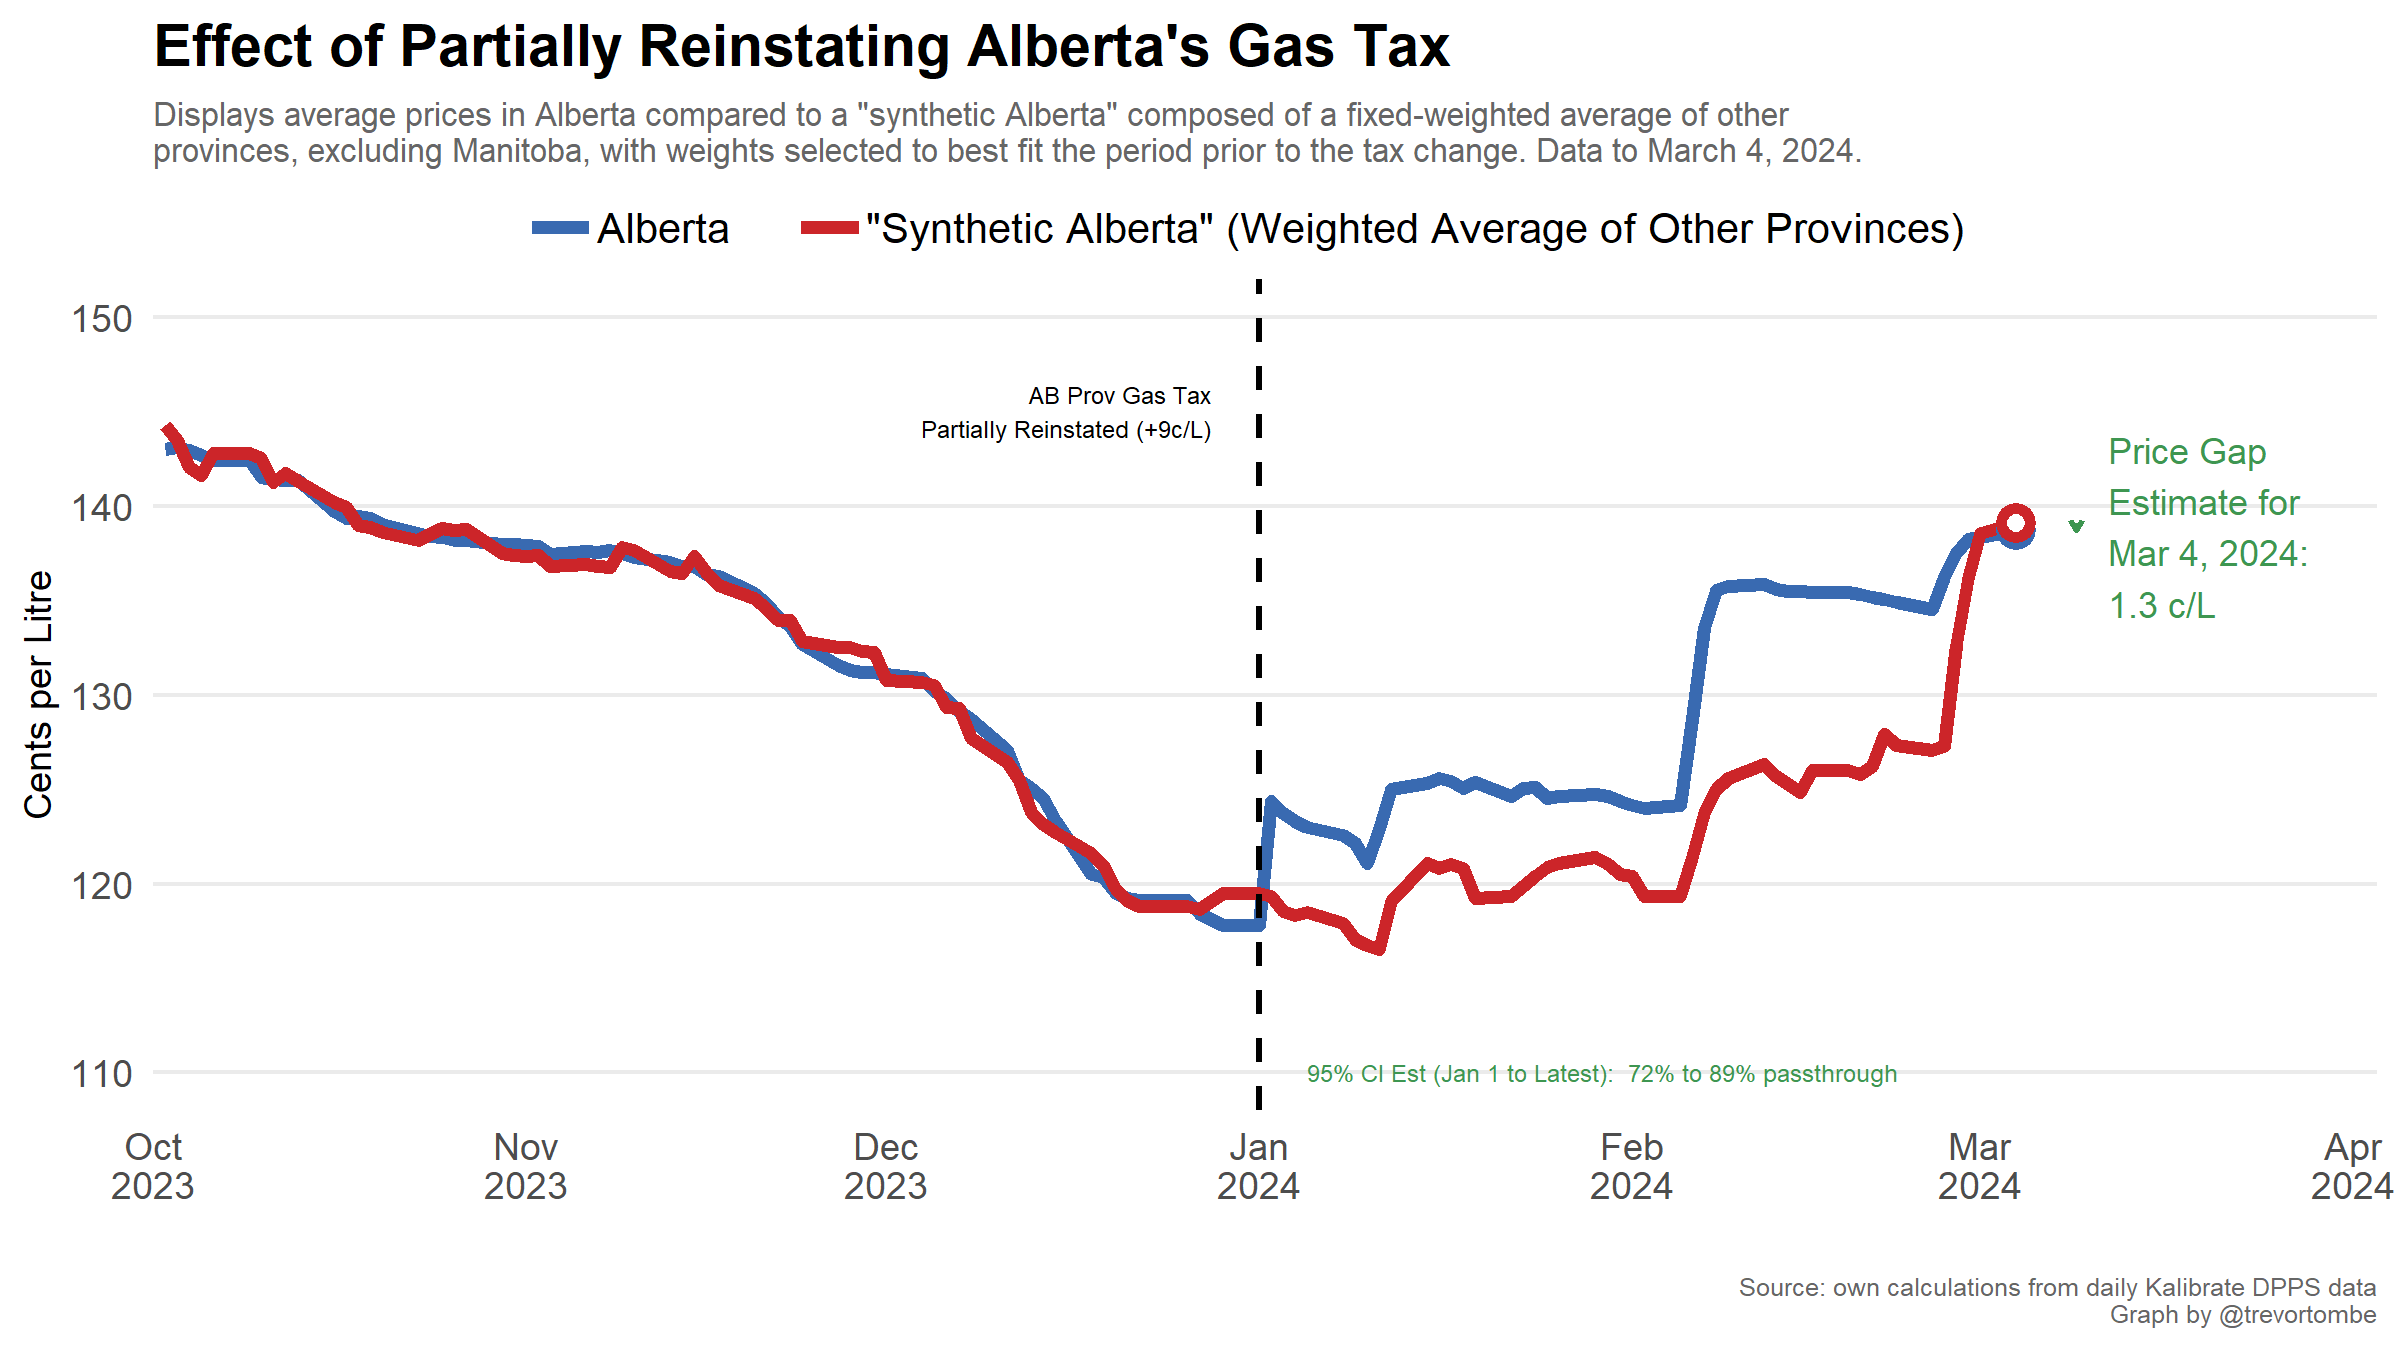 Effect of Partially Reinstating Alberta's Gas Tax
Displays average prices in Alberta compared to a "synthetic Alberta" composed of a fixed-weighted average of other
provinces, excluding Manitoba, with weights selected to best fit the period prior to the tax change. Data to March 4, 2024.
Alberta
"Synthetic Alberta" (Weighted Average of Other Provinces)
150
140
130
120
110
Cents per Litre
AB Prov Gas Tax
Partially Reinstated (+9c/L)
Price Gap
Estimate for
Mar 4, 2024:
1.3 c/L
95% CI Est (Jan 1 to Latest):  72% to 89% passthrough
Oct
2023
Nov
2023
Dec
2023
Jan
2024
Feb
2024
Mar
2024
Apr
2024
Source: own calculations from daily Kalibrate DPPS data
Graph by @trevortombe